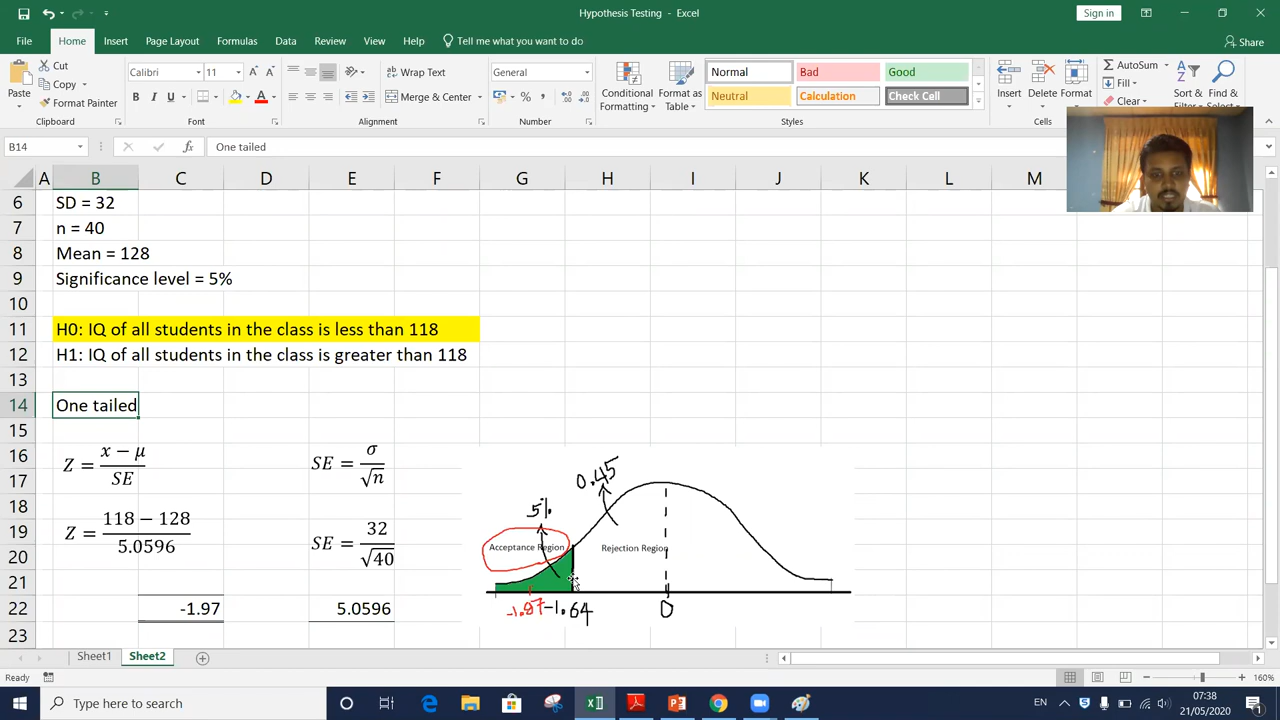 Hypothesis Testing - Excel
Sign in
File Home Insert Page Layout Formulas Data Review View Help Tell me what you want to do Share
Paste
Cut
Copy
Format Painter
Clipboard
Calibri 11
B I U
Font
Wrap Text
Merge & Center
Alignment
General
%
Number
Conditional Formatting
Format as Table
Normal Bad Good
Neutral Calculation Check Cell
Styles
Insert Delete Format
Cells
AutoSum
Fill
Clear
Sort & Filter
Find & Select
B14 fx One tailed
A B C D E F G H I J K L M
6 SD = 32
7 n = 40
8 Mean = 128
9 Significance level = 5%
10
11 H0: IQ of all students in the class is less than 118
12 H1: IQ of all students in the class is greater than 118
13
14 One tailed
15
16
17
18
19
20
21
22 -1.97 5.0596
23
Z = (x − μ) / SE
SE = σ / √n
Z = (118 − 128) / 5.0596
SE = 32 / √40
0.45
5%
Acceptance Region Rejection Region
-1.97 -1.64 0
Sheet1 Sheet2
Ready
160%
Type here to search
EN
07:38
21/05/2020